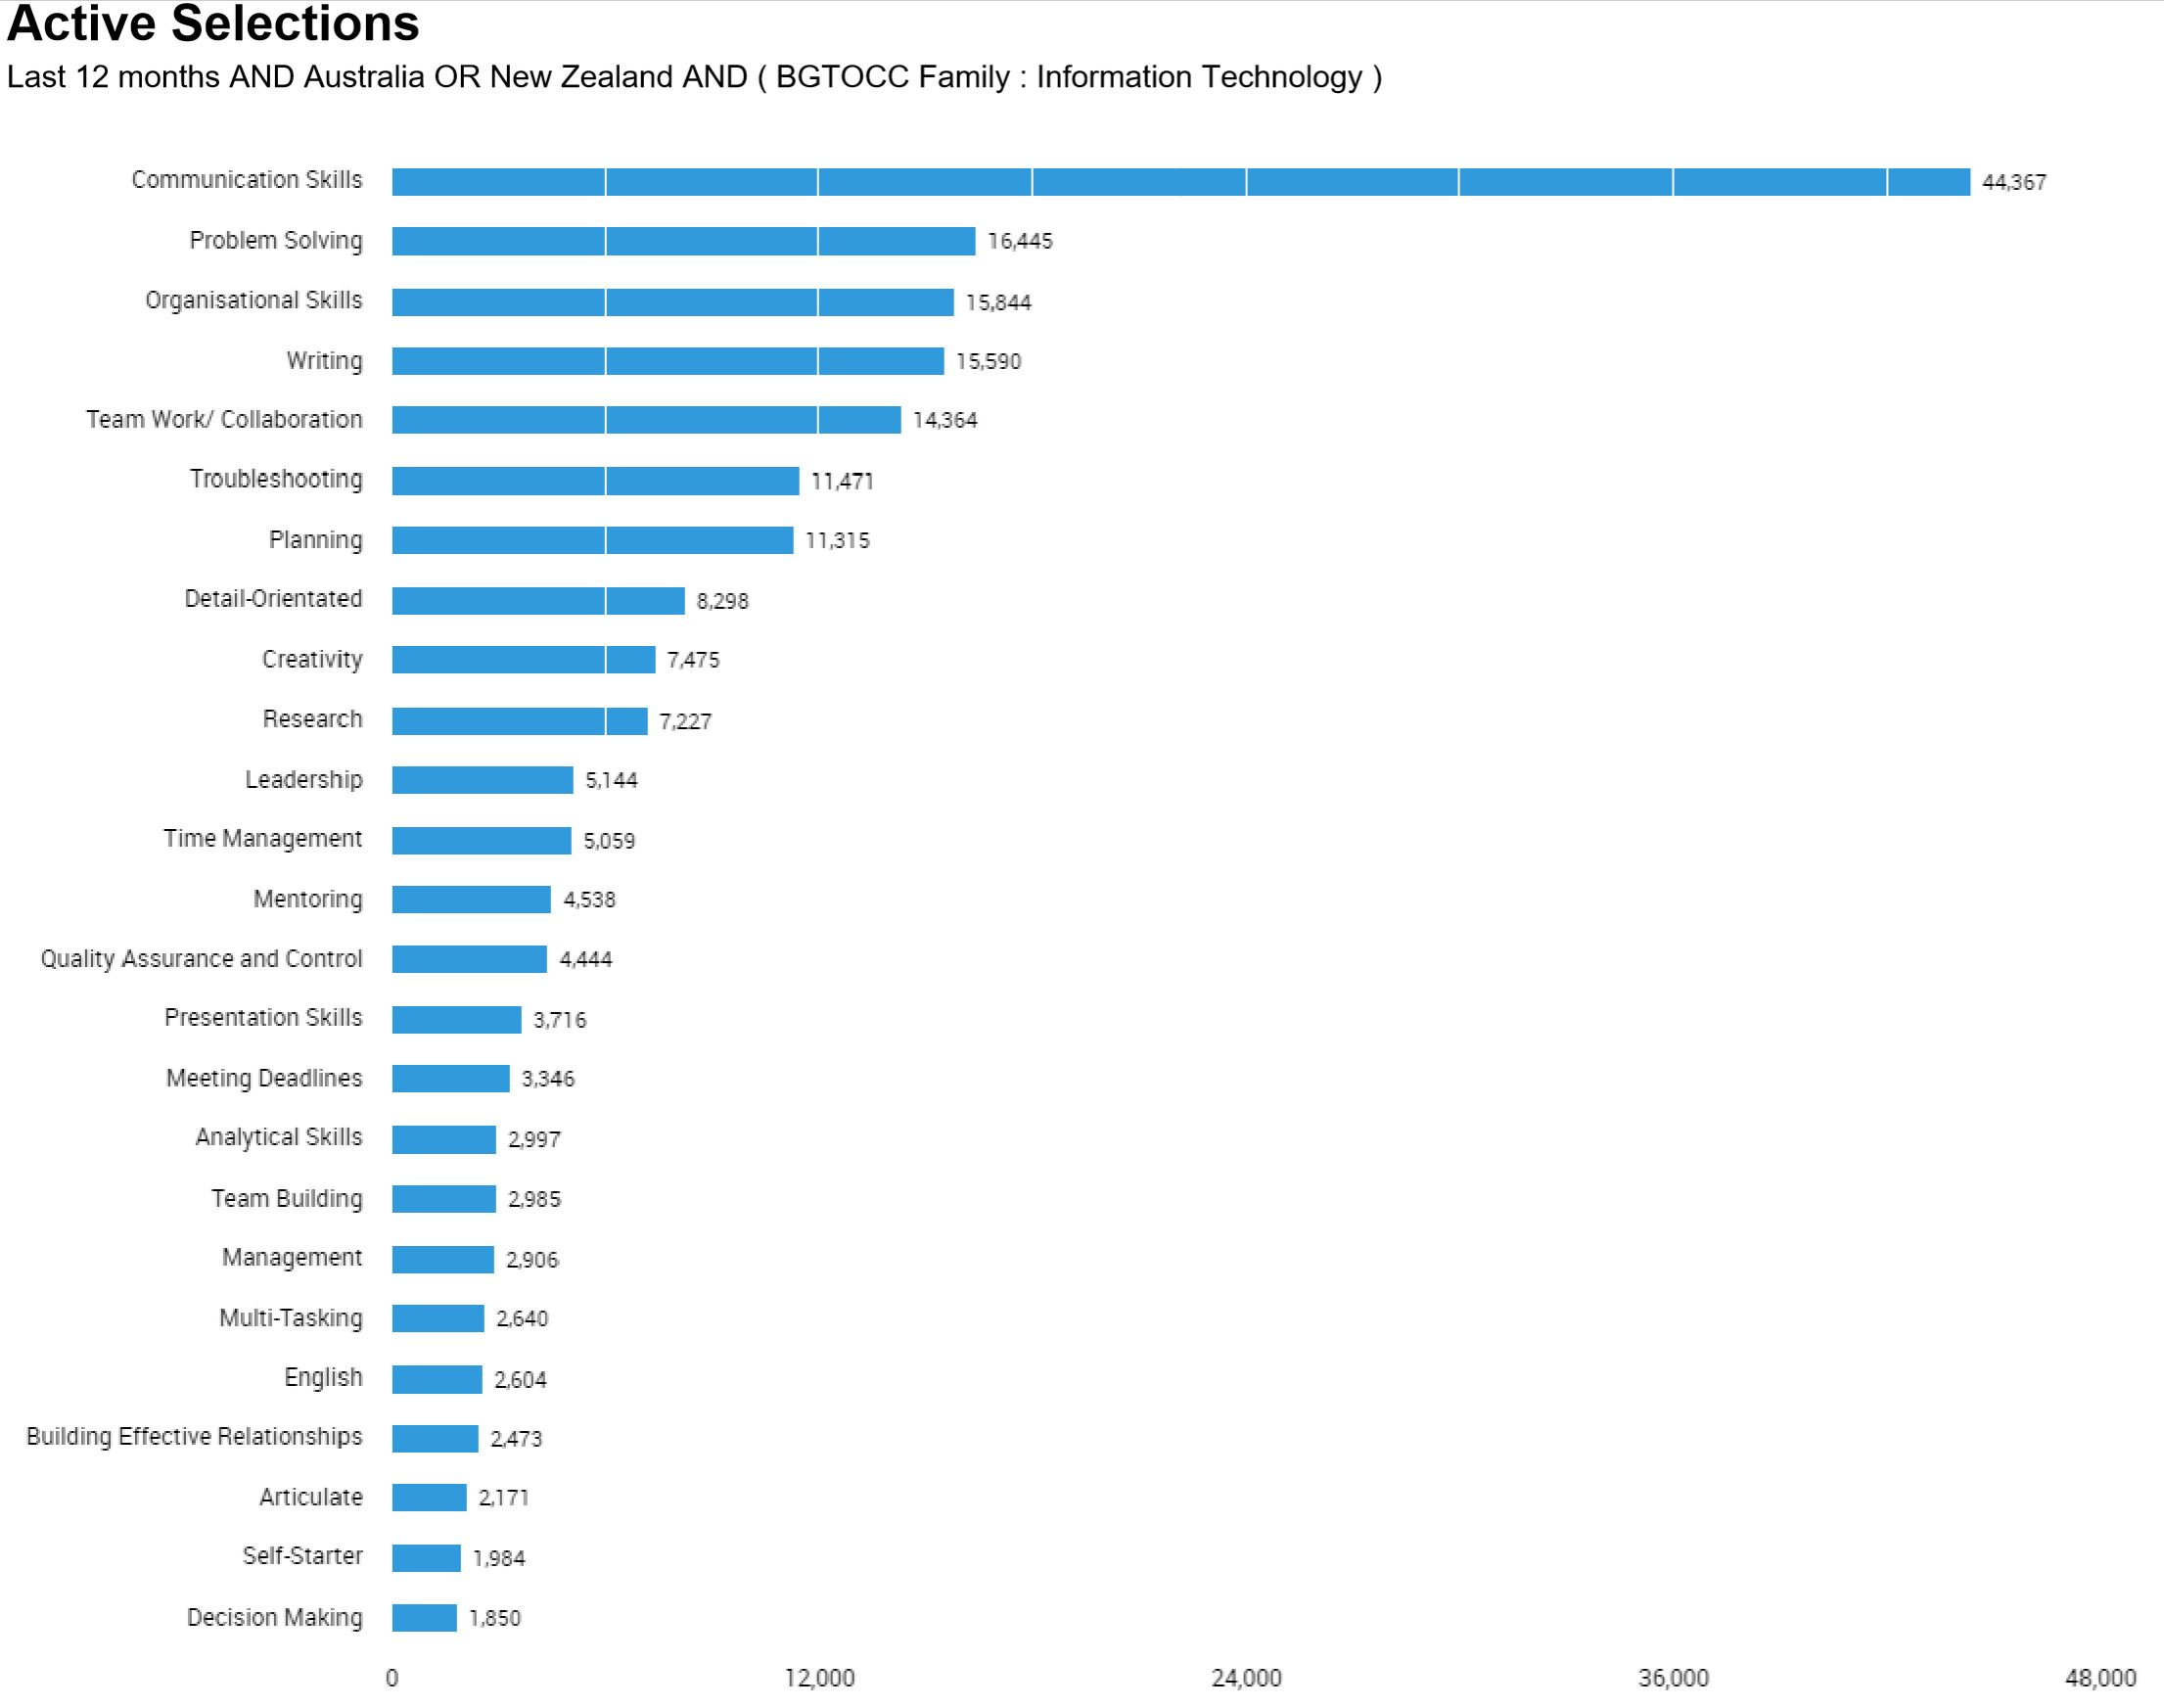 Active Selections
Last 12 months AND Australia OR New Zealand AND ( BGTOCC Family : Information Technology )
Communication Skills 44,367
Problem Solving 16,445
Organisational Skills 15,844
Writing 15,590
Team Work/ Collaboration 14,364
Troubleshooting 11,471
Planning 11,315
Detail-Orientated 8,298
Creativity 7,475
Research 7,227
Leadership 5,144
Time Management 5,059
Mentoring 4,538
Quality Assurance and Control 4,444
Presentation Skills 3,716
Meeting Deadlines 3,346
Analytical Skills 2,997
Team Building 2,985
Management 2,906
Multi-Tasking 2,640
English 2,604
Building Effective Relationships 2,473
Articulate 2,171
Self-Starter 1,984
Decision Making 1,850
0 12,000 24,000 36,000 48,000